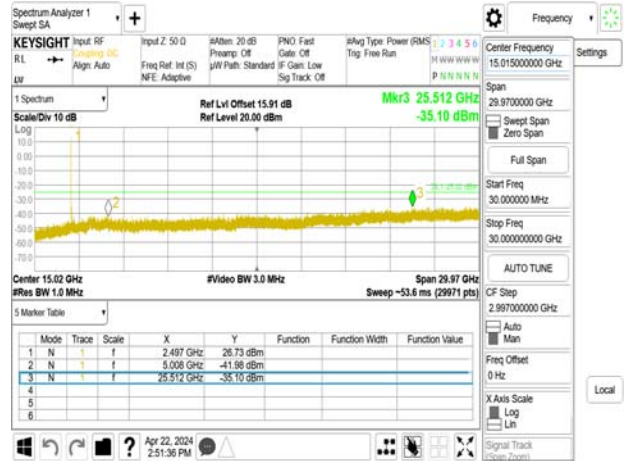 Spectrum Analyzer 1
Swept SA
Frequency
KEYSIGHT
RL
Input: RF
Coupling: DC
Align: Auto
Input Z: 50 Ω
Freq Ref: Int (S)
NFE: Adaptive
#Atten: 20 dB
Preamp: Off
µW Path: Standard
PNO: Fast
Gate: Off
IF Gain: Low
Sig Track: Off
#Avg Type: Power (RMS
Trig: Free Run
1 2 3 4 5 6
M W W W W W
P N N N N N
1 Spectrum
Scale/Div 10 dB
Ref Lvl Offset 15.91 dB
Ref Level 20.00 dBm
Mkr3 25.512 GHz
-35.10 dBm
Log
10.0
0.00
-10.0
-20.0
-30.0
-40.0
-50.0
-60.0
-70.0
2
3
Center 15.02 GHz
#Res BW 1.0 MHz
#Video BW 3.0 MHz
Span 29.97 GHz
Sweep ~53.6 ms (29971 pts)
5 Marker Table
Mode Trace Scale X Y Function Function Width Function Value
1 N 1 f 2.497 GHz 26.73 dBm
2 N 1 f 5.008 GHz -41.98 dBm
3 N 1 f 25.512 GHz -35.10 dBm
4
5
6
Apr 22, 2024
2:51:36 PM
Center Frequency
15.015000000 GHz
Settings
Span
29.9700000 GHz
Swept Span
Zero Span
Full Span
Start Freq
30.000000 MHz
Stop Freq
30.000000000 GHz
AUTO TUNE
CF Step
2.997000000 GHz
Auto
Man
Freq Offset
0 Hz
X Axis Scale
Log
Lin
Local
Signal Track
(Span Zoom)